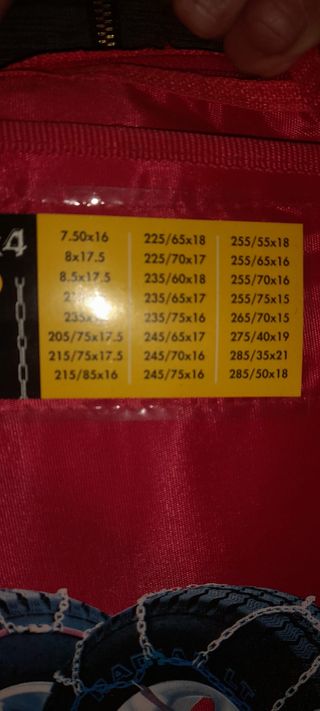 4
7.50x16 225/65x18 255/55x18
8x17.5 225/70x17 255/65x16
8.5x17.5 235/60x18 255/70x16
235/65x17 255/75x15
235/75x16 265/70x15
205/75x17.5 245/65x17 275/40x19
215/75x17.5 245/70x16 285/35x21
215/85x16 245/75x16 285/50x18